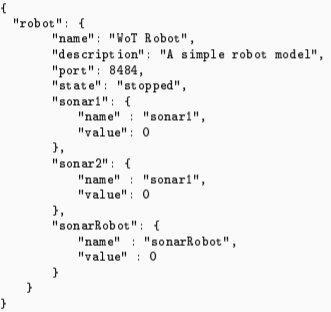 {
  "robot": {
      "name": "WoT Robot",
      "description": "A simple robot model",
      "port": 8484,
      "state": "stopped",
      "sonar1": {
         "name" : "sonar1",
         "value": 0
      },
      "sonar2": {
         "name" : "sonar1",
         "value": 0
      },
      "sonarRobot": {
         "name" : "sonarRobot",
         "value" : 0
      }
   }
}